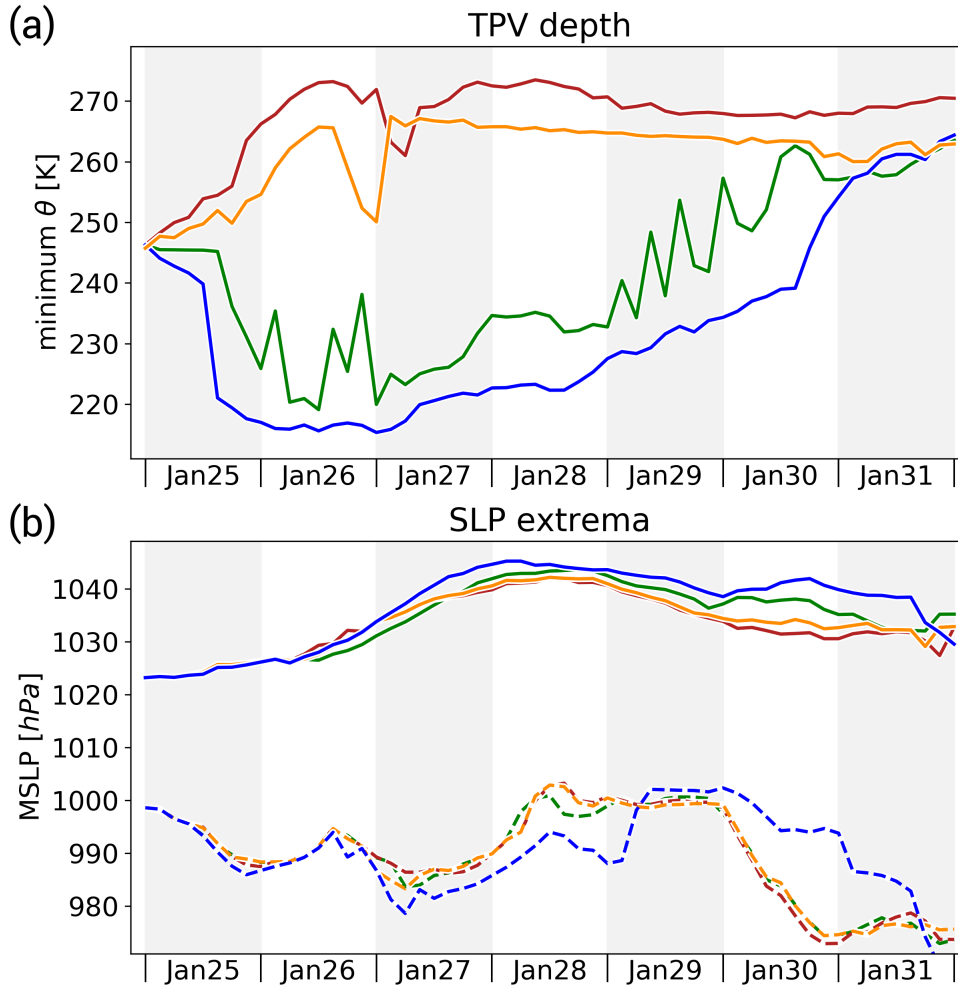 (a)
TPV depth
minimum θ [K]
270
260
250
240
230
220
Jan25 Jan26 Jan27 Jan28 Jan29 Jan30 Jan31
(b)
SLP extrema
MSLP [hPa]
1040
1030
1020
1010
1000
990
980
Jan25 Jan26 Jan27 Jan28 Jan29 Jan30 Jan31